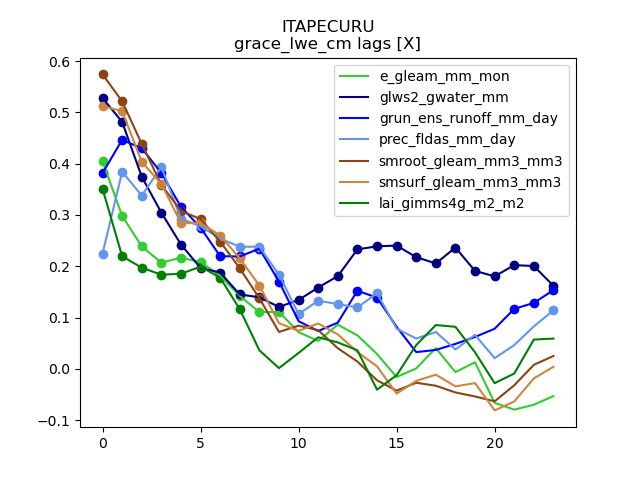 ITAPECURU
grace_lwe_cm lags [X]
0.6
0.5
0.4
0.3
0.2
0.1
0.0
−0.1
0
5
10
15
20
e_gleam_mm_mon
glws2_gwater_mm
grun_ens_runoff_mm_day
prec_fldas_mm_day
smroot_gleam_mm3_mm3
smsurf_gleam_mm3_mm3
lai_gimms4g_m2_m2